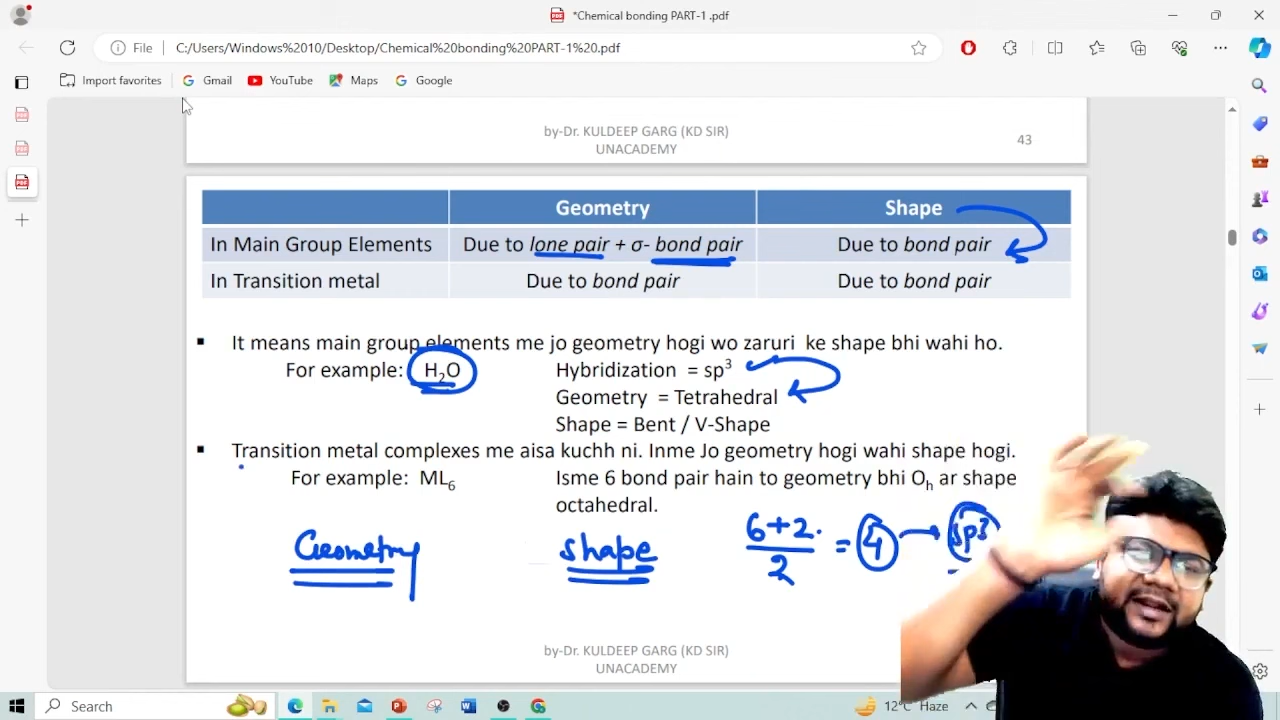 *Chemical bonding PART-1 .pdf
File
C:/Users/Windows%2010/Desktop/Chemical%20bonding%20PART-1%20.pdf
Import favorites
Gmail
YouTube
Maps
Google
by-Dr. KULDEEP GARG (KD SIR)
UNACADEMY
43
Geometry Shape
In Main Group Elements Due to lone pair + σ- bond pair Due to bond pair
In Transition metal Due to bond pair Due to bond pair
▪ It means main group elements me jo geometry hogi wo zaruri ke shape bhi wahi ho.
For example: H₂O Hybridization = sp³
Geometry = Tetrahedral
Shape = Bent / V-Shape
▪ Transition metal complexes me aisa kuchh ni. Inme Jo geometry hogi wahi shape hogi.
For example: ML₆ Isme 6 bond pair hain to geometry bhi Oₕ ar shape
octahedral.
Geometry shape 6+2/2 = 4 → sp3
by-Dr. KULDEEP GARG (KD SIR)
UNACADEMY
Search
12°C Haze